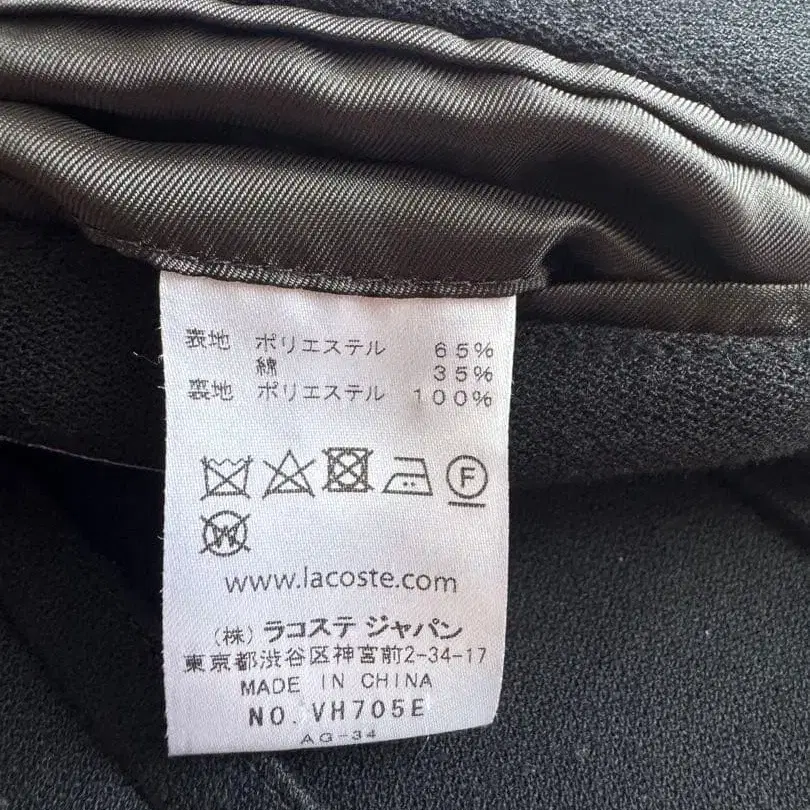 表地 ポリエステル 65%
綿 35%
裏地 ポリエステル 100%
F
W
www.lacoste.com
(株) ラコステ ジャパン
東京都渋谷区神宮前2-34-17
MADE IN CHINA
NO. VH705E
AG-34